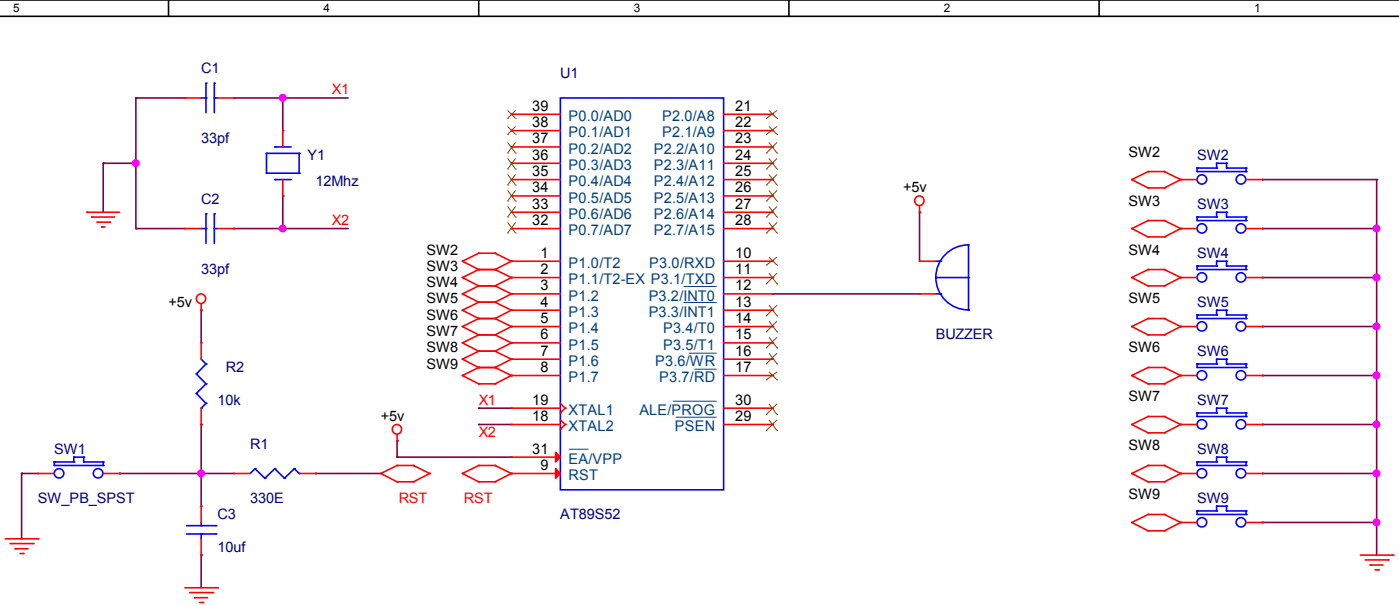 5 4 3 2 1
C1
33pf
X1
Y1
12Mhz
C2
33pf
X2
+5v
R2
10k
SW1
SW_PB_SPST
R1
330E
RST
C3
10uf
U1
39 P0.0/AD0 P2.0/A8 21
38 P0.1/AD1 P2.1/A9 22
37 P0.2/AD2 P2.2/A10 23
36 P0.3/AD3 P2.3/A11 24
35 P0.4/AD4 P2.4/A12 25
34 P0.5/AD5 P2.5/A13 26
33 P0.6/AD6 P2.6/A14 27
32 P0.7/AD7 P2.7/A15 28
SW2 1 P1.0/T2 P3.0/RXD 10
SW3 2 P1.1/T2-EX P3.1/TXD 11
SW4 3 P1.2 P3.2/INT0 12
SW5 4 P1.3 P3.3/INT1 13
SW6 5 P1.4 P3.4/T0 14
SW7 6 P1.5 P3.5/T1 15
SW8 7 P1.6 P3.6/WR 16
SW9 8 P1.7 P3.7/RD 17
X1 19 XTAL1 ALE/PROG 30
X2 18 XTAL2 PSEN 29
+5v
31 EA/VPP
9 RST
RST
AT89S52
+5v
BUZZER
SW2 SW2
SW3 SW3
SW4 SW4
SW5 SW5
SW6 SW6
SW7 SW7
SW8 SW8
SW9 SW9